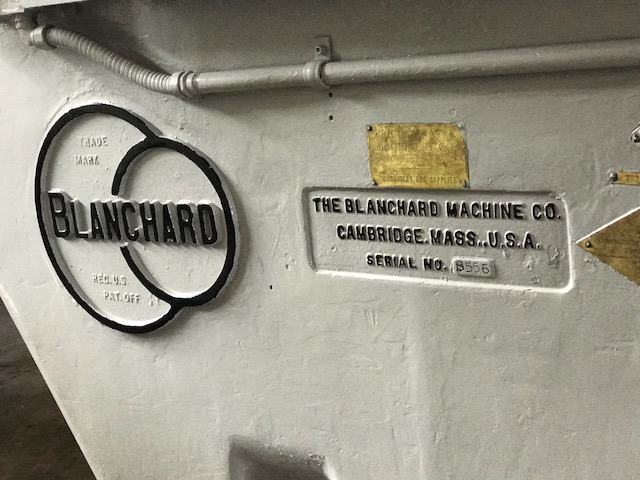 TRADE
MARK.
BLANCHARD
REG. U.S.
PAT. OFF
THE BLANCHARD MACHINE CO.
CAMBRIDGE, MASS., U.S.A.
SERIAL NO. 8556